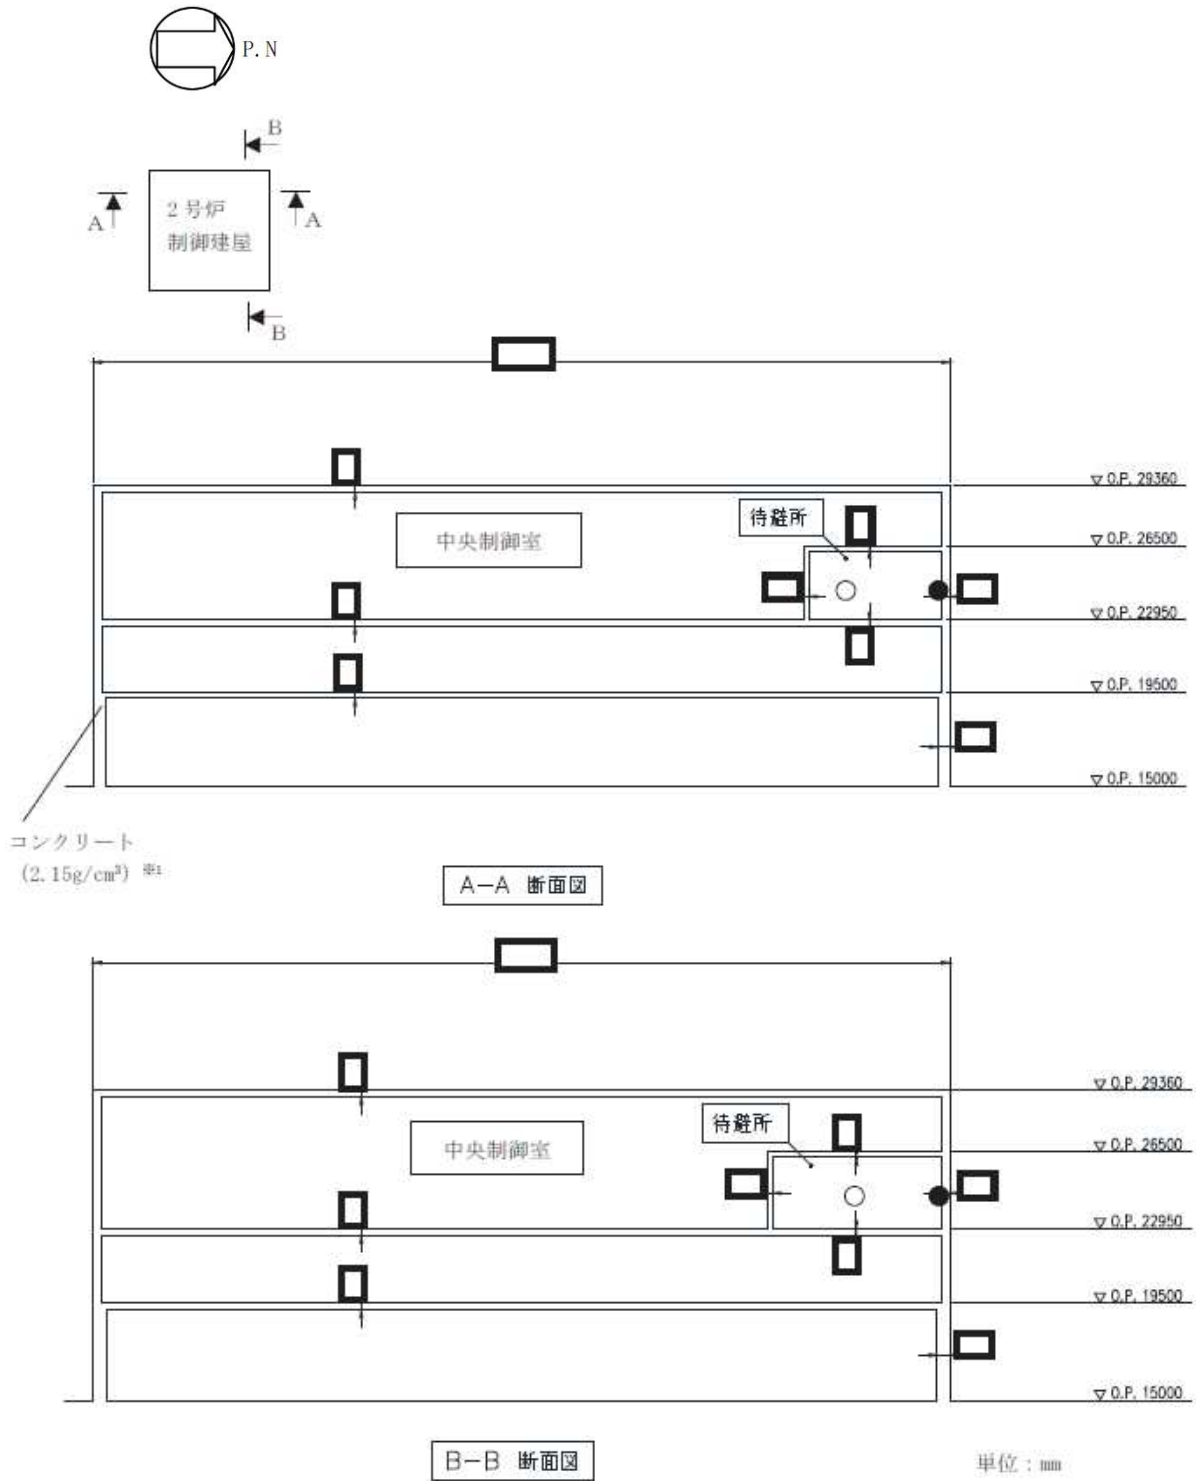 P.N
B
A
2号炉
制御建屋
A
B
▽ O.P. 29360
待避所
中央制御室
▽ O.P. 26500
▽ O.P. 22950
▽ O.P. 19500
▽ O.P. 15000
コンクリート
(2.15g/cm³) ※1
A-A 断面図
▽ O.P. 29360
待避所
中央制御室
▽ O.P. 26500
▽ O.P. 22950
▽ O.P. 19500
▽ O.P. 15000
B-B 断面図
単位：mm